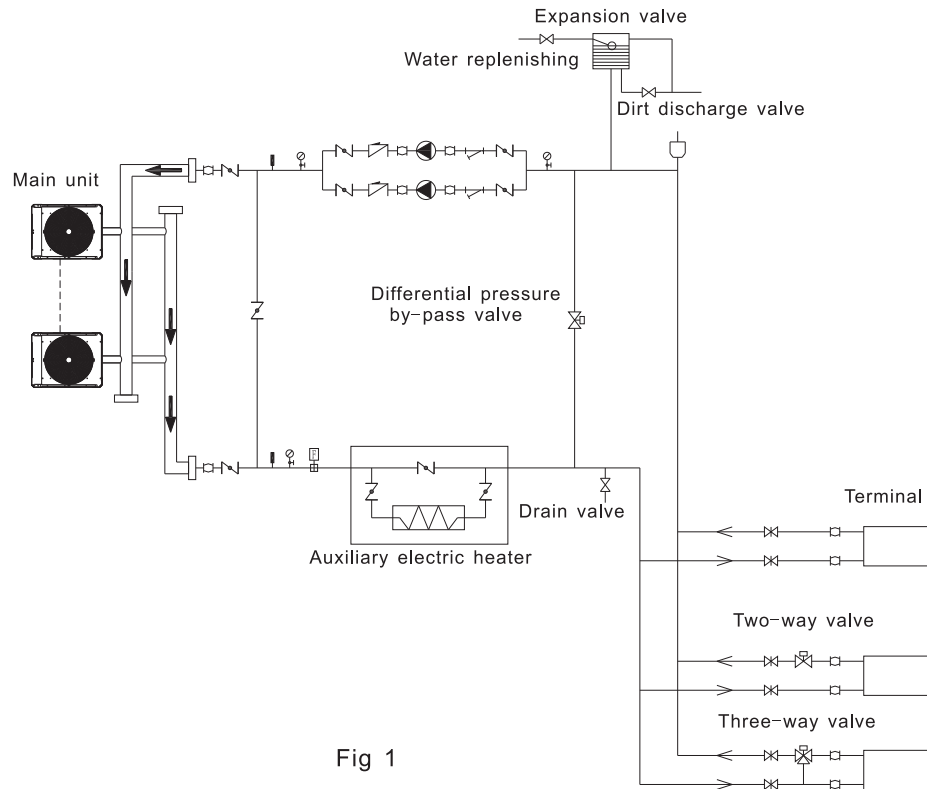 Expansion valve
Water replenishing
Dirt discharge valve
Main unit
Differential pressure
by-pass valve
Drain valve
Auxiliary electric heater
Terminal
Two-way valve
Three-way valve
Fig 1